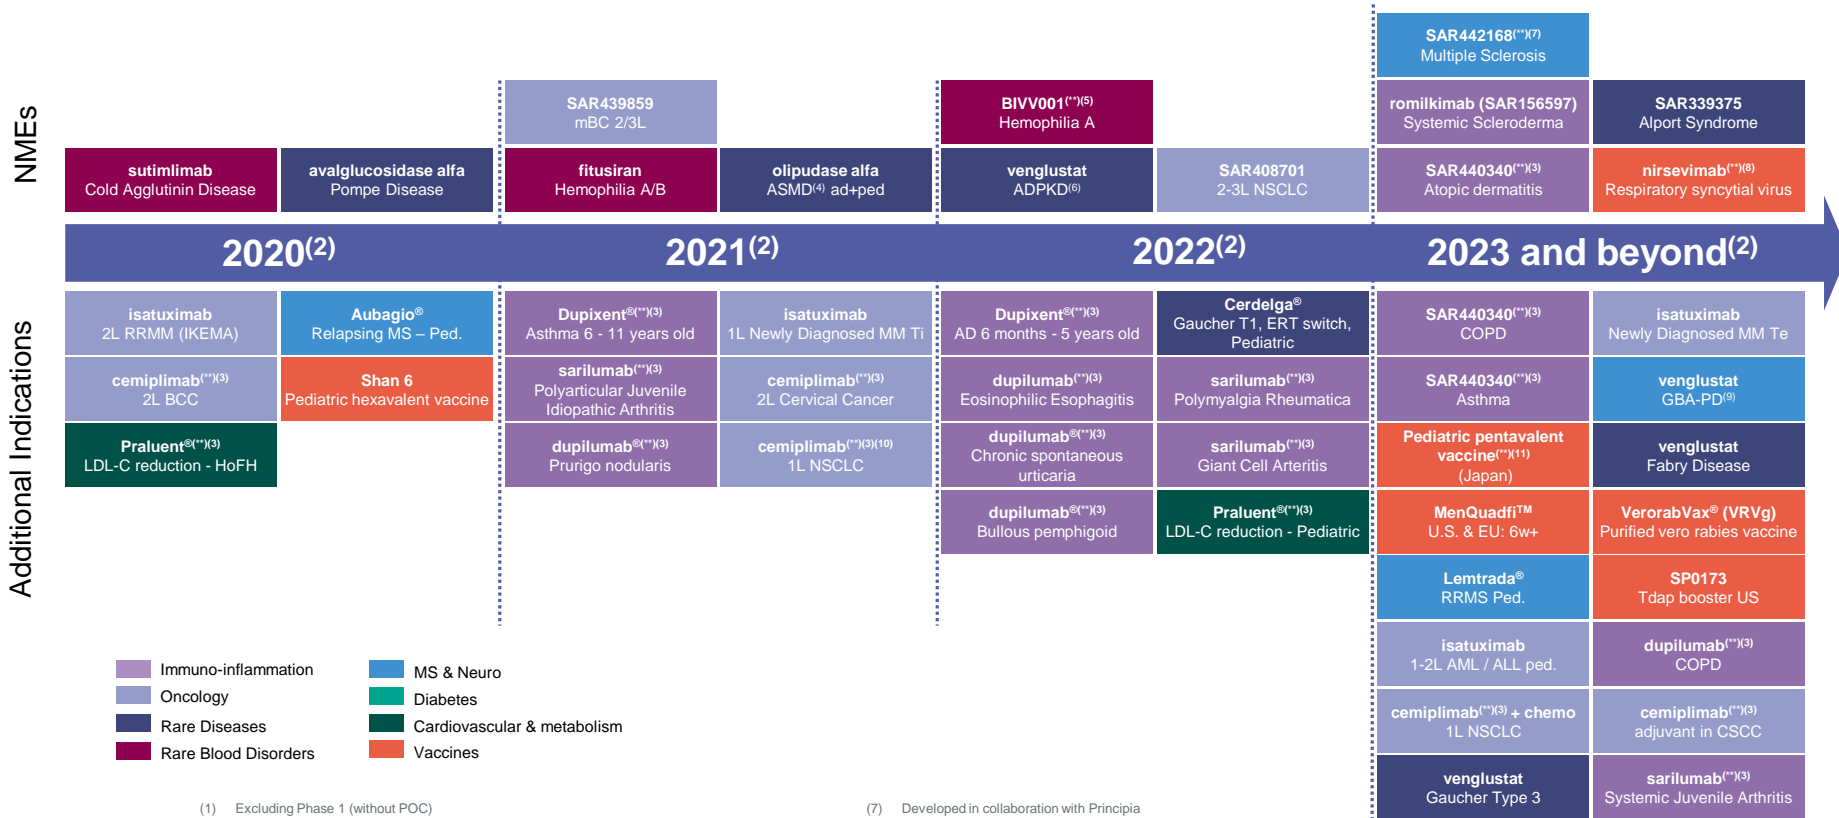 NMEs
SAR442168(**)(7)
Multiple Sclerosis
SAR439859
mBC 2/3L
BIVV001(**)(5)
Hemophilia A
romilkimab (SAR156597)
Systemic Scleroderma
SAR339375
Alport Syndrome
sutimlimab
Cold Agglutinin Disease
avalglucosidase alfa
Pompe Disease
fitusiran
Hemophilia A/B
olipudase alfa
ASMD(4) ad+ped
venglustat
ADPKD(6)
SAR408701
2-3L NSCLC
SAR440340(**)(3)
Atopic dermatitis
nirsevimab(**)(8)
Respiratory syncytial virus
2020(2)
2021(2)
2022(2)
2023 and beyond(2)
Additional Indications
isatuximab
2L RRMM (IKEMA)
Aubagio®
Relapsing MS – Ped.
Dupixent®(**)(3)
Asthma 6 - 11 years old
isatuximab
1L Newly Diagnosed MM Ti
Dupixent®(**)(3)
AD 6 months - 5 years old
Cerdelga®
Gaucher T1, ERT switch,
Pediatric
SAR440340(**)(3)
COPD
isatuximab
Newly Diagnosed MM Te
cemiplimab(**)(3)
2L BCC
Shan 6
Pediatric hexavalent vaccine
sarilumab(**)(3)
Polyarticular Juvenile
Idiopathic Arthritis
cemiplimab(**)(3)
2L Cervical Cancer
dupilumab(**)(3)
Eosinophilic Esophagitis
sarilumab(**)(3)
Polymyalgia Rheumatica
SAR440340(**)(3)
Asthma
venglustat
GBA-PD(9)
Praluent®(**)(3)
LDL-C reduction - HoFH
dupilumab®(**)(3)
Prurigo nodularis
cemiplimab(**)(3)(10)
1L NSCLC
dupilumab®(**)(3)
Chronic spontaneous
urticaria
sarilumab(**)(3)
Giant Cell Arteritis
Pediatric pentavalent
vaccine(**)(11)
(Japan)
venglustat
Fabry Disease
dupilumab®(**)(3)
Bullous pemphigoid
Praluent®(**)(3)
LDL-C reduction - Pediatric
MenQuadfi™
U.S. & EU: 6w+
VerorabVax® (VRVg)
Purified vero rabies vaccine
Lemtrada®
RRMS Ped.
SP0173
Tdap booster US
isatuximab
1-2L AML / ALL ped.
dupilumab(**)(3)
COPD
cemiplimab(**)(3) + chemo
1L NSCLC
cemiplimab(**)(3)
adjuvant in CSCC
venglustat
Gaucher Type 3
sarilumab(**)(3)
Systemic Juvenile Arthritis
Immuno-inflammation
Oncology
Rare Diseases
Rare Blood Disorders
MS & Neuro
Diabetes
Cardiovascular & metabolism
Vaccines
(1) Excluding Phase 1 (without POC)
(7) Developed in collaboration with Principia